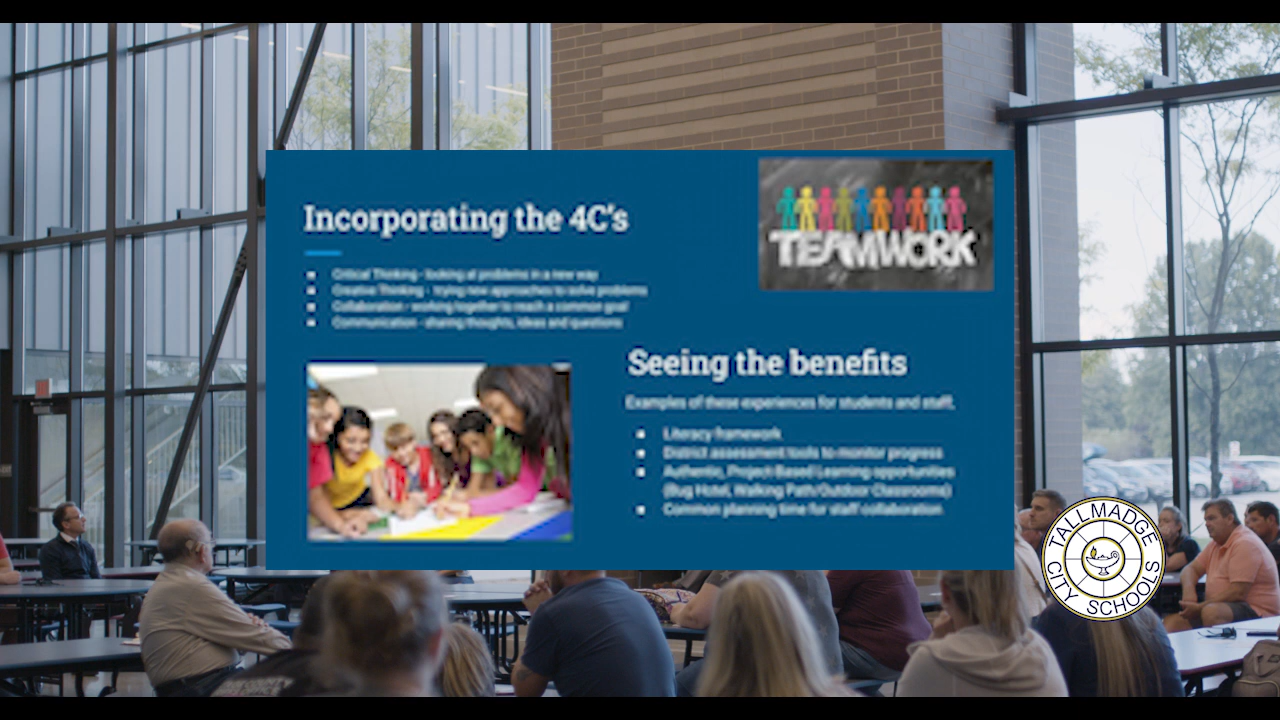 Incorporating the 4C's
Critical Thinking - looking at problems in a new way
Creative Thinking - trying new approaches to solve problems
Collaboration - working together to reach a common goal
Communication - sharing thoughts, ideas and questions
TEAMWORK
Seeing the benefits
Examples of these experiences for students and staff.
Literacy framework
District assessment tools to monitor progress
Authentic, Project-Based Learning opportunities
(Bug Hotel, Walking Path/Outdoor Classrooms)
Common planning time for staff collaboration
TALLMADGE
CITY SCHOOLS